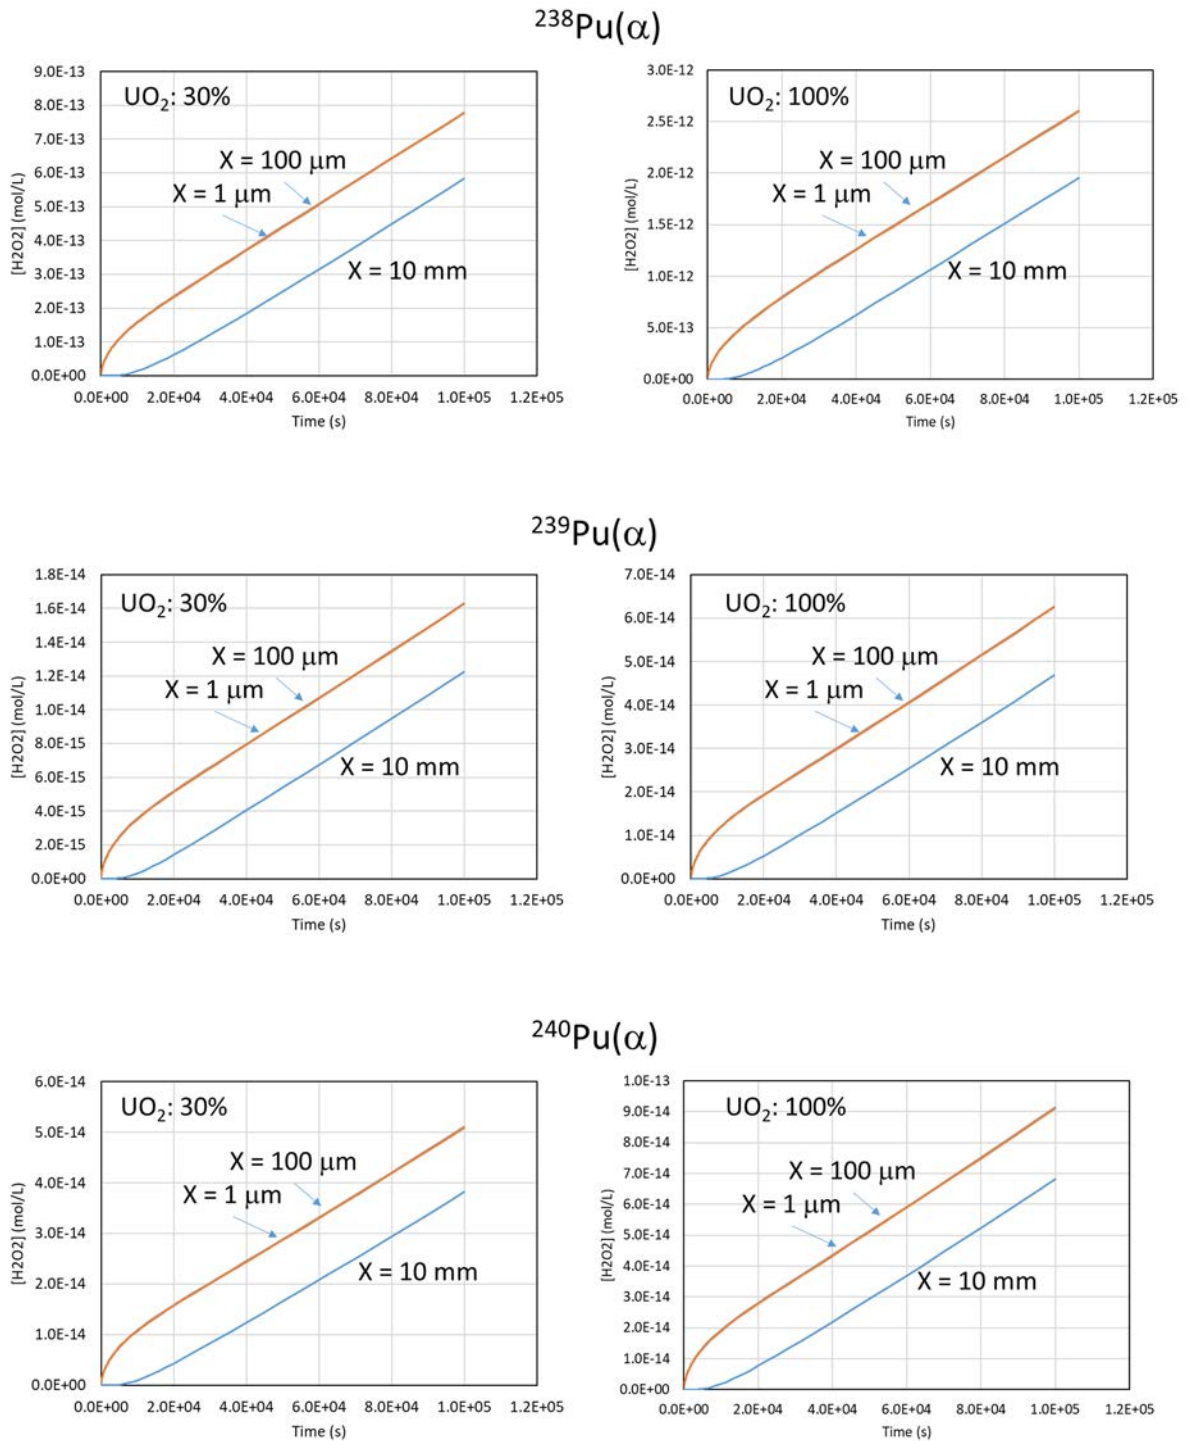 238Pu(α)
UO2: 30%
X = 100 μm
X = 1 μm
X = 10 mm
[H2O2] (mol/L)
9.0E-13
8.0E-13
7.0E-13
6.0E-13
5.0E-13
4.0E-13
3.0E-13
2.0E-13
1.0E-13
0.0E+00
0.0E+00 2.0E+04 4.0E+04 6.0E+04 8.0E+04 1.0E+05 1.2E+05
Time (s)
UO2: 100%
X = 100 μm
X = 1 μm
X = 10 mm
[H2O2] (mol/L)
3.0E-12
2.5E-12
2.0E-12
1.5E-12
1.0E-12
5.0E-13
0.0E+00
0.0E+00 2.0E+04 4.0E+04 6.0E+04 8.0E+04 1.0E+05 1.2E+05
Time (s)
239Pu(α)
UO2: 30%
X = 100 μm
X = 1 μm
X = 10 mm
[H2O2] (mol/L)
1.8E-14
1.6E-14
1.4E-14
1.2E-14
1.0E-14
8.0E-15
6.0E-15
4.0E-15
2.0E-15
0.0E+00
0.0E+00 2.0E+04 4.0E+04 6.0E+04 8.0E+04 1.0E+05 1.2E+05
Time (s)
UO2: 100%
X = 100 μm
X = 1 μm
X = 10 mm
[H2O2] (mol/L)
7.0E-14
6.0E-14
5.0E-14
4.0E-14
3.0E-14
2.0E-14
1.0E-14
0.0E+00
0.0E+00 2.0E+04 4.0E+04 6.0E+04 8.0E+04 1.0E+05 1.2E+05
Time (s)
240Pu(α)
UO2: 30%
X = 100 μm
X = 1 μm
X = 10 mm
[H2O2] (mol/L)
6.0E-14
5.0E-14
4.0E-14
3.0E-14
2.0E-14
1.0E-14
0.0E+00
0.0E+00 2.0E+04 4.0E+04 6.0E+04 8.0E+04 1.0E+05 1.2E+05
Time (s)
UO2: 100%
X = 100 μm
X = 1 μm
X = 10 mm
[H2O2] (mol/L)
1.0E-13
9.0E-14
8.0E-14
7.0E-14
6.0E-14
5.0E-14
4.0E-14
3.0E-14
2.0E-14
1.0E-14
0.0E+00
0.0E+00 2.0E+04 4.0E+04 6.0E+04 8.0E+04 1.0E+05 1.2E+05
Time (s)